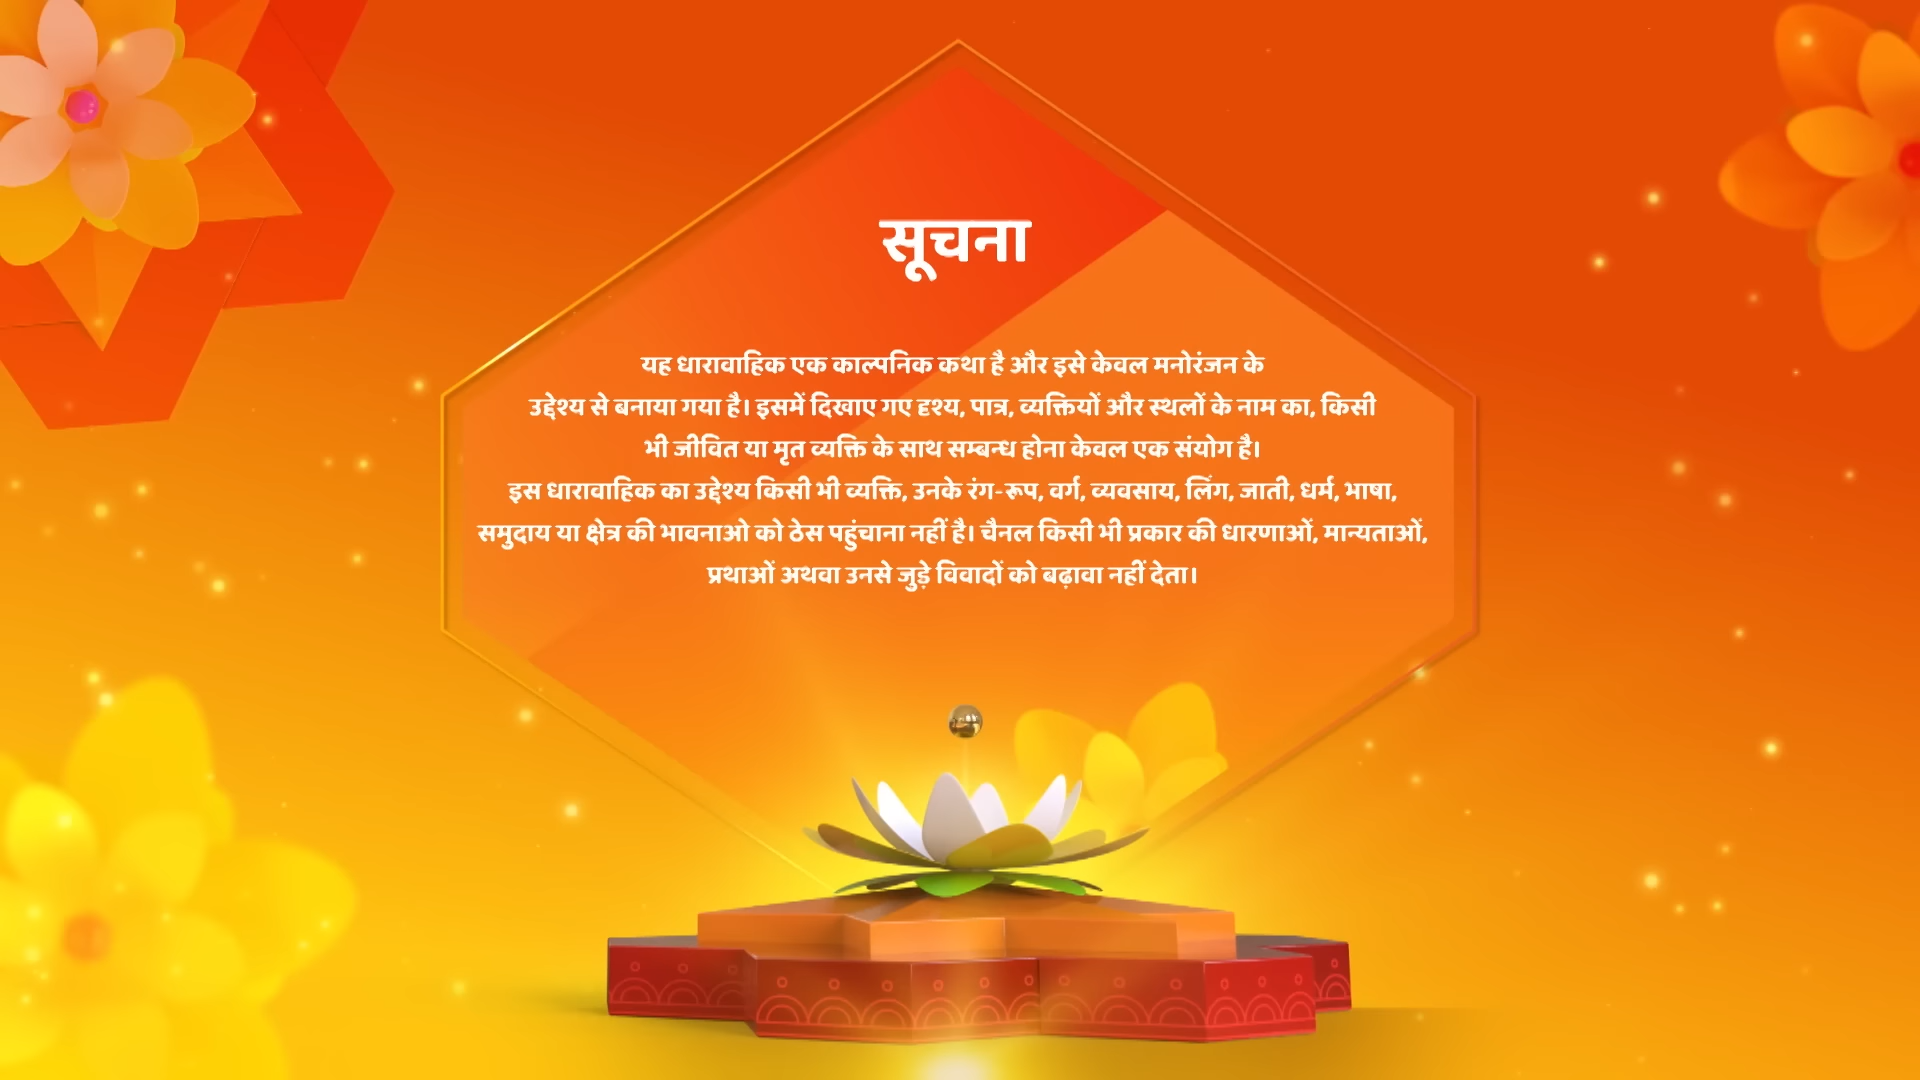 सूचना
यह धारावाहिक एक काल्पनिक कथा है और इसे केवल मनोरंजन के
उद्देश्य से बनाया गया है। इसमें दिखाए गए दृश्य, पात्र, व्यक्तियों और स्थलों के नाम का, किसी
भी जीवित या मृत व्यक्ति के साथ सम्बन्ध होना केवल एक संयोग है।
इस धारावाहिक का उद्देश्य किसी भी व्यक्ति, उनके रंग-रूप, वर्ग, व्यवसाय, लिंग, जाती, धर्म, भाषा,
समुदाय या क्षेत्र की भावनाओ को ठेस पहुंचाना नहीं है। चैनल किसी भी प्रकार की धारणाओं, मान्यताओं,
प्रथाओं अथवा उनसे जुड़े विवादों को बढ़ावा नहीं देता।